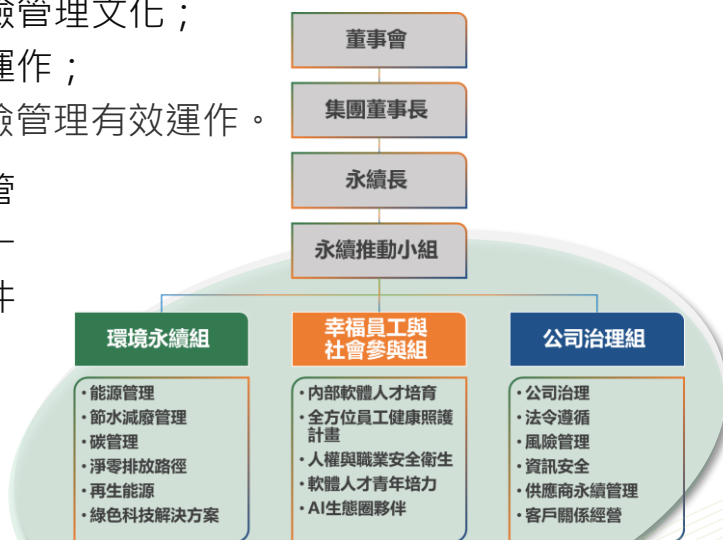 險管理文化；
運作；
險管理有效運作。
管
一
件
董事會
集團董事長
永續長
永續推動小組
環境永續組
・能源管理
・節水減廢管理
・碳管理
・淨零排放路徑
・再生能源
・綠色科技解決方案
幸福員工與
社會參與組
・內部軟體人才培育
・全方位員工健康照護
計畫
・人權與職業安全衛生
・軟體人才青年培力
・AI生態圈夥伴
公司治理組
・公司治理
・法令遵循
・風險管理
・資訊安全
・供應商永續管理
・客戶關係經營